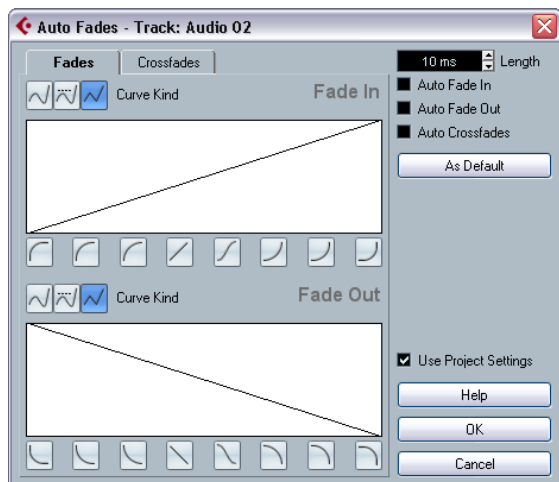 Auto Fades - Track: Audio 02
Fades
Crossfades
10 ms
Length
Curve Kind
Fade In
Auto Fade In
Auto Fade Out
Auto Crossfades
As Default
Curve Kind
Fade Out
Use Project Settings
Help
OK
Cancel